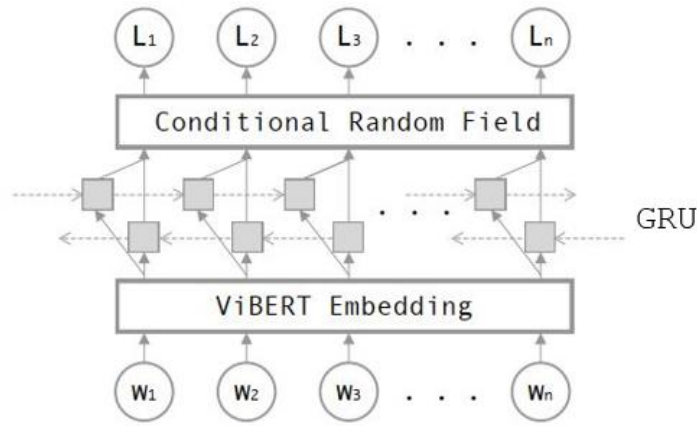 L1 L2 L3 . . . Ln
Conditional Random Field
. . .
GRU
ViBERT Embedding
w1 w2 w3 . . . wn